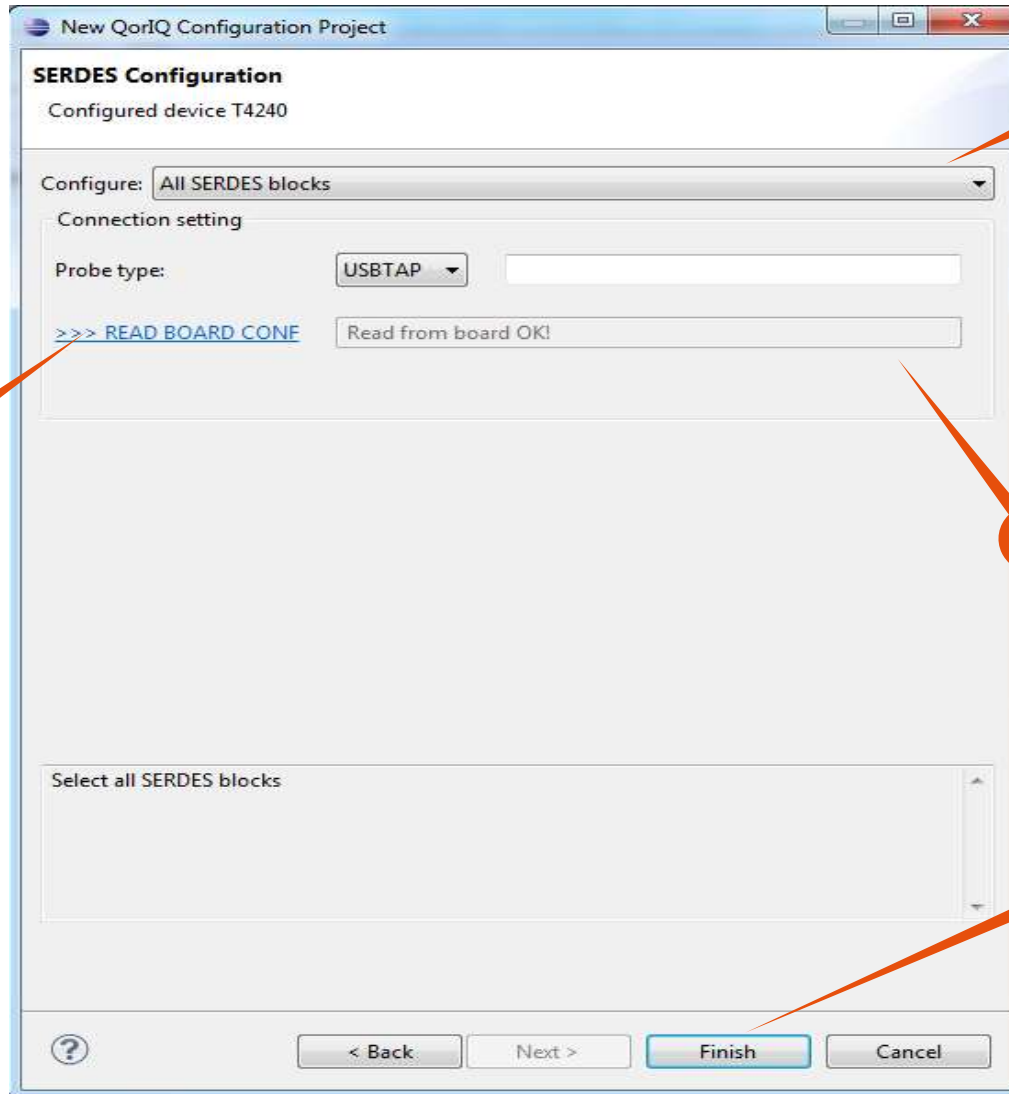 New QorIQ Configuration Project
SERDES Configuration
Configured device T4240
Configure: All SERDES blocks
Connection setting
Probe type: USBTAP
>>> READ BOARD CONF Read from board OK!
Select all SERDES blocks
< Back Next > Finish Cancel